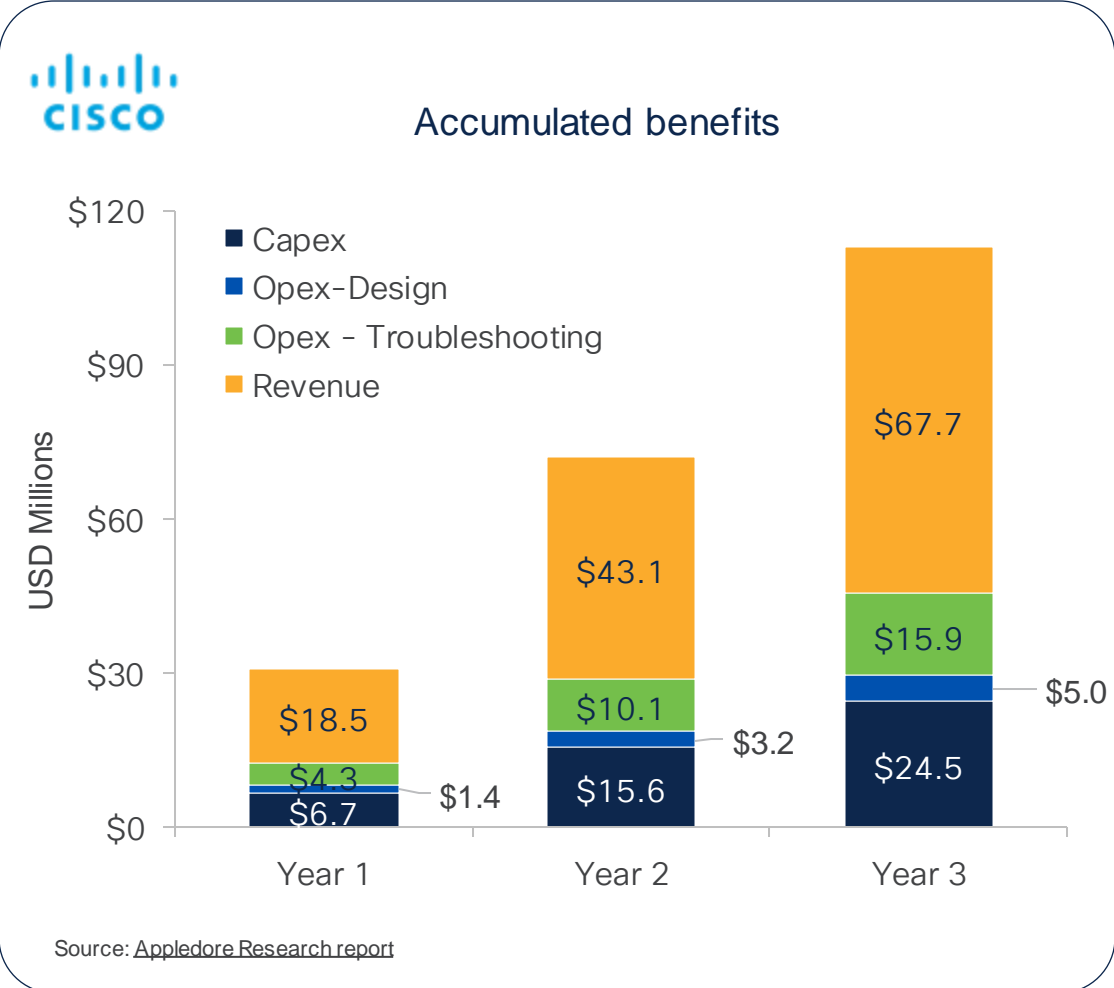 CISCO
Accumulated benefits
$120
$90
$60
$30
$0
USD Millions
Capex
Opex-Design
Opex - Troubleshooting
Revenue
$18.5
$4.3
$1.4
$6.7
$43.1
$10.1
$3.2
$15.6
$67.7
$15.9
$5.0
$24.5
Year 1
Year 2
Year 3
Source: Appledore Research report